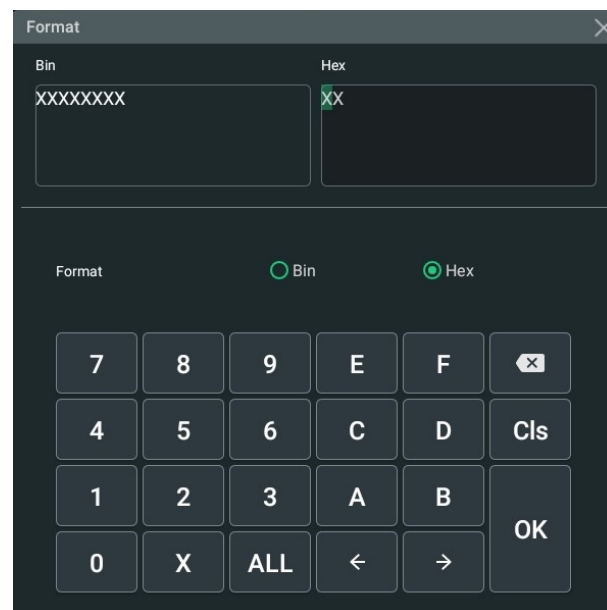 Format
Bin Hex
XXXXXXXX XX
Format Bin Hex
7 8 9 E F
4 5 6 C D Cls
1 2 3 A B
OK
0 X ALL ← →